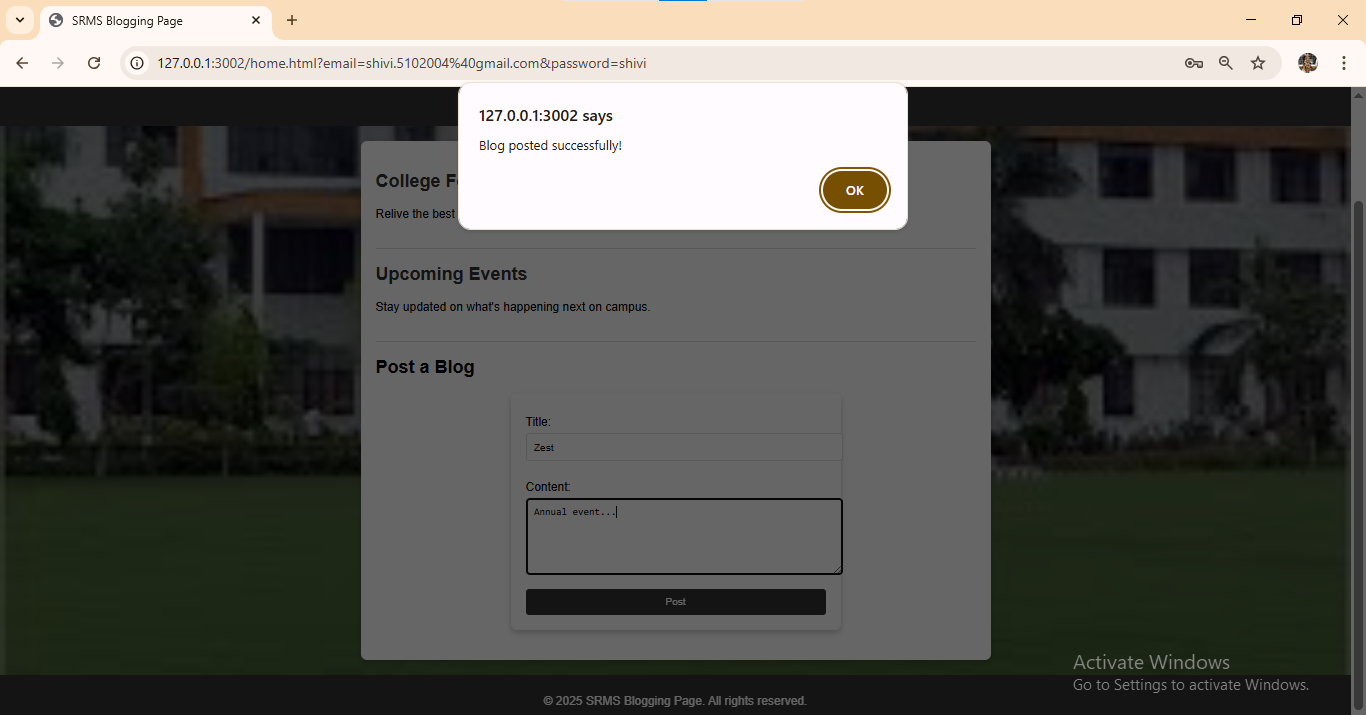 SRMS Blogging Page
127.0.0.1:3002/home.html?email=shivi.5102004%40gmail.com&password=shivi
127.0.0.1:3002 says
Blog posted successfully!
OK
College
Relive the best
Upcoming Events
Stay updated on what's happening next on campus.
Post a Blog
Title:
Zest
Content:
Annual event...
Post
Activate Windows
Go to Settings to activate Windows.
© 2025 SRMS Blogging Page. All rights reserved.